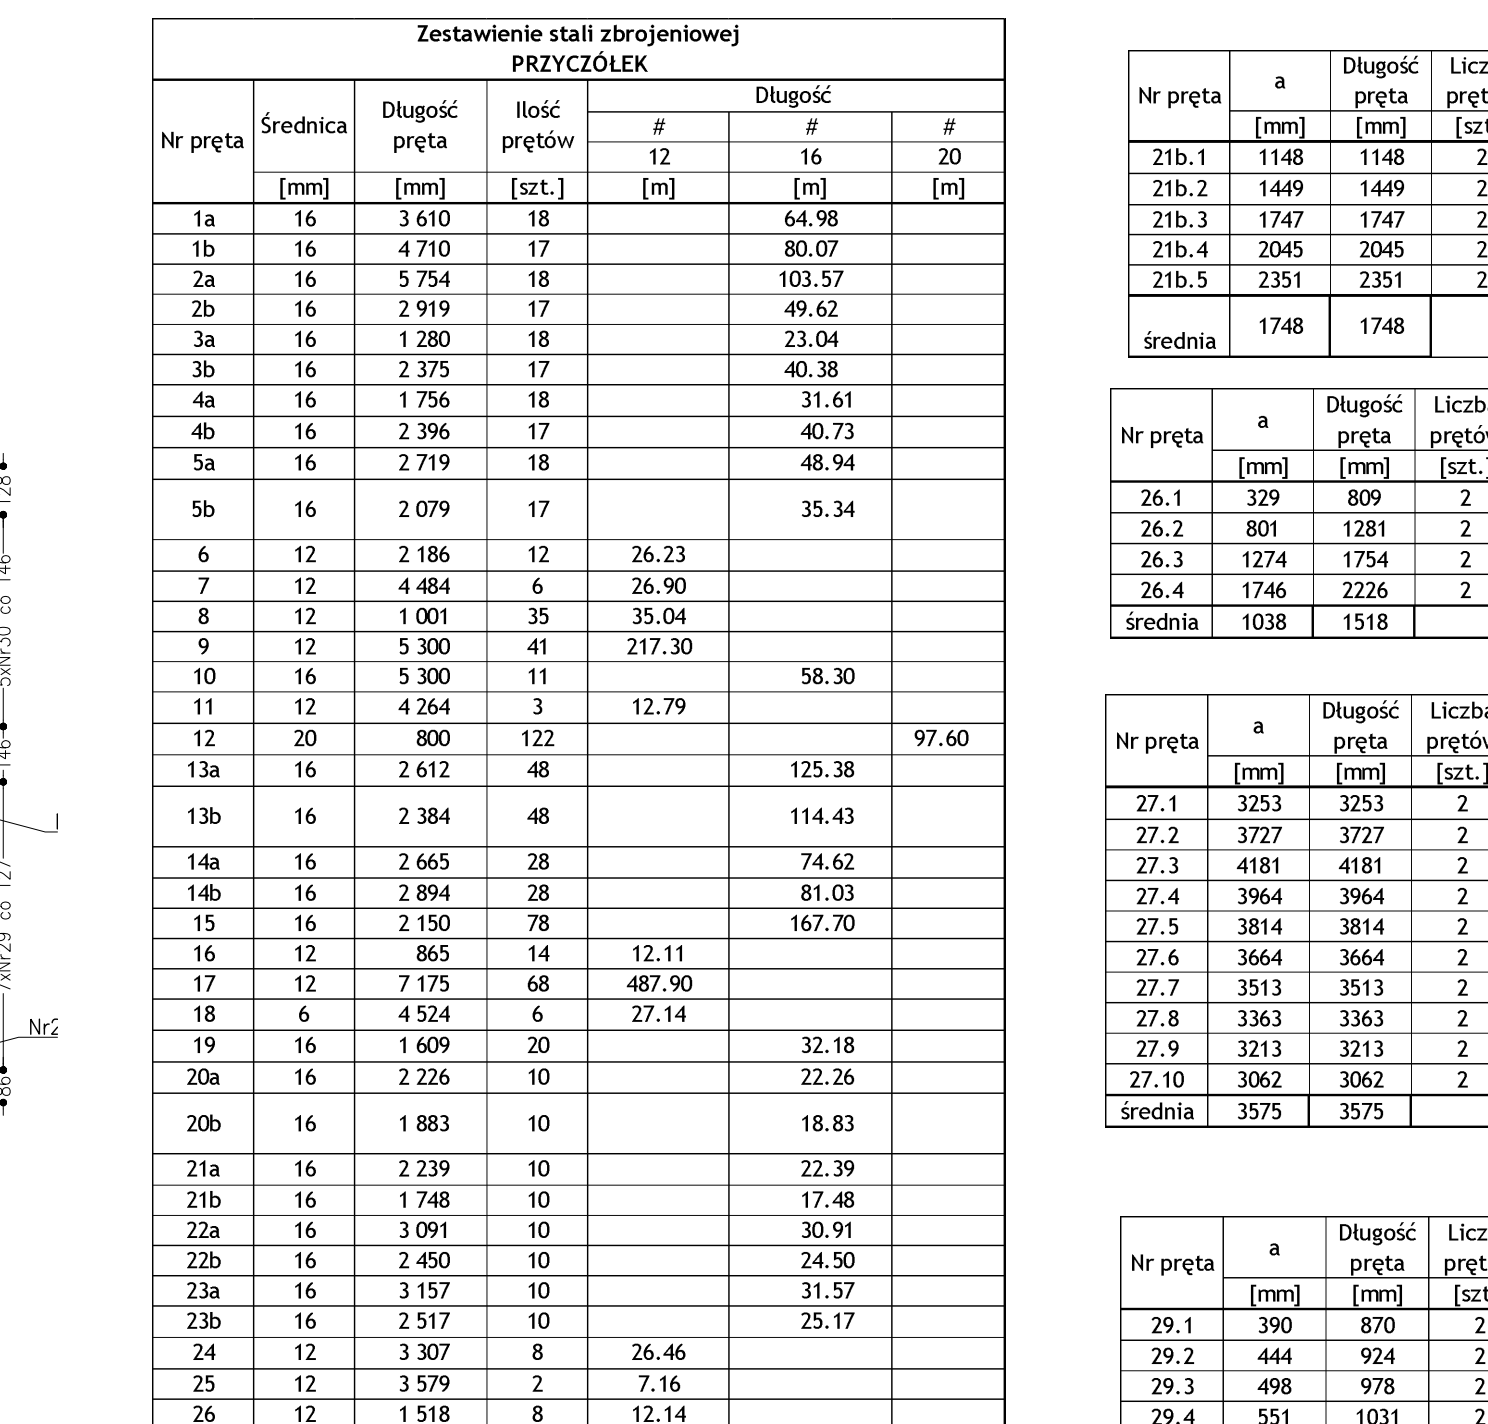 Zestawienie stali zbrojeniowej
PRZYCZÓŁEK
Nr pręta Średnica Długość pręta Ilość prętów Długość
# # #
12 16 20
[mm] [mm] [szt.] [m] [m] [m]
1a 16 3 610 18 64.98
1b 16 4 710 17 80.07
2a 16 5 754 18 103.57
2b 16 2 919 17 49.62
3a 16 1 280 18 23.04
3b 16 2 375 17 40.38
4a 16 1 756 18 31.61
4b 16 2 396 17 40.73
5a 16 2 719 18 48.94
5b 16 2 079 17 35.34
6 12 2 186 12 26.23
7 12 4 484 6 26.90
8 12 1 001 35 35.04
9 12 5 300 41 217.30
10 16 5 300 11 58.30
11 12 4 264 3 12.79
12 20 800 122 97.60
13a 16 2 612 48 125.38
13b 16 2 384 48 114.43
14a 16 2 665 28 74.62
14b 16 2 894 28 81.03
15 16 2 150 78 167.70
16 12 865 14 12.11
17 12 7 175 68 487.90
18 6 4 524 6 27.14
19 16 1 609 20 32.18
20a 16 2 226 10 22.26
20b 16 1 883 10 18.83
21a 16 2 239 10 22.39
21b 16 1 748 10 17.48
22a 16 3 091 10 30.91
22b 16 2 450 10 24.50
23a 16 3 157 10 31.57
23b 16 2 517 10 25.17
24 12 3 307 8 26.46
25 12 3 579 2 7.16
26 12 1 518 8 12.14
Nr pręta a Długość pręta
[mm] [mm]
21b.1 1148 1148 2
21b.2 1449 1449 2
21b.3 1747 1747 2
21b.4 2045 2045 2
21b.5 2351 2351 2
średnia 1748 1748
Nr pręta a Długość pręta
[mm] [mm] [szt.]
26.1 329 809 2
26.2 801 1281 2
26.3 1274 1754 2
26.4 1746 2226 2
średnia 1038 1518
Nr pręta a Długość pręta
[mm] [mm] [szt.]
27.1 3253 3253 2
27.2 3727 3727 2
27.3 4181 4181 2
27.4 3964 3964 2
27.5 3814 3814 2
27.6 3664 3664 2
27.7 3513 3513 2
27.8 3363 3363 2
27.9 3213 3213 2
27.10 3062 3062 2
średnia 3575 3575
Nr pręta a Długość pręta
[mm] [mm]
29.1 390 870 2
29.2 444 924 2
29.3 498 978 2
29.4 551 1031 2
128
5xNr30 co 146
146
7xNr29 co 127
86